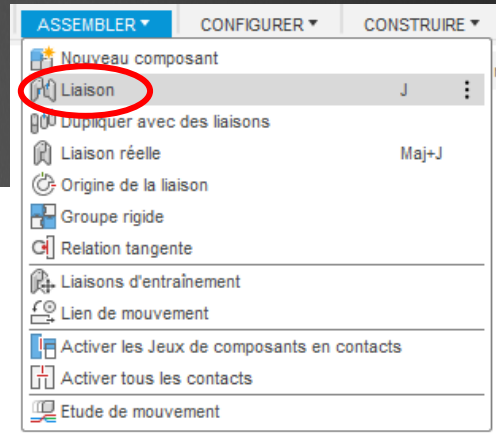 ASSEMBLER ▾ CONFIGURER ▾ CONSTRUIRE ▾
Nouveau composant
Liaison J
Dupliquer avec des liaisons
Liaison réelle Maj+J
Origine de la liaison
Groupe rigide
Relation tangente
Liaisons d'entraînement
Lien de mouvement
Activer les Jeux de composants en contacts
Activer tous les contacts
Etude de mouvement